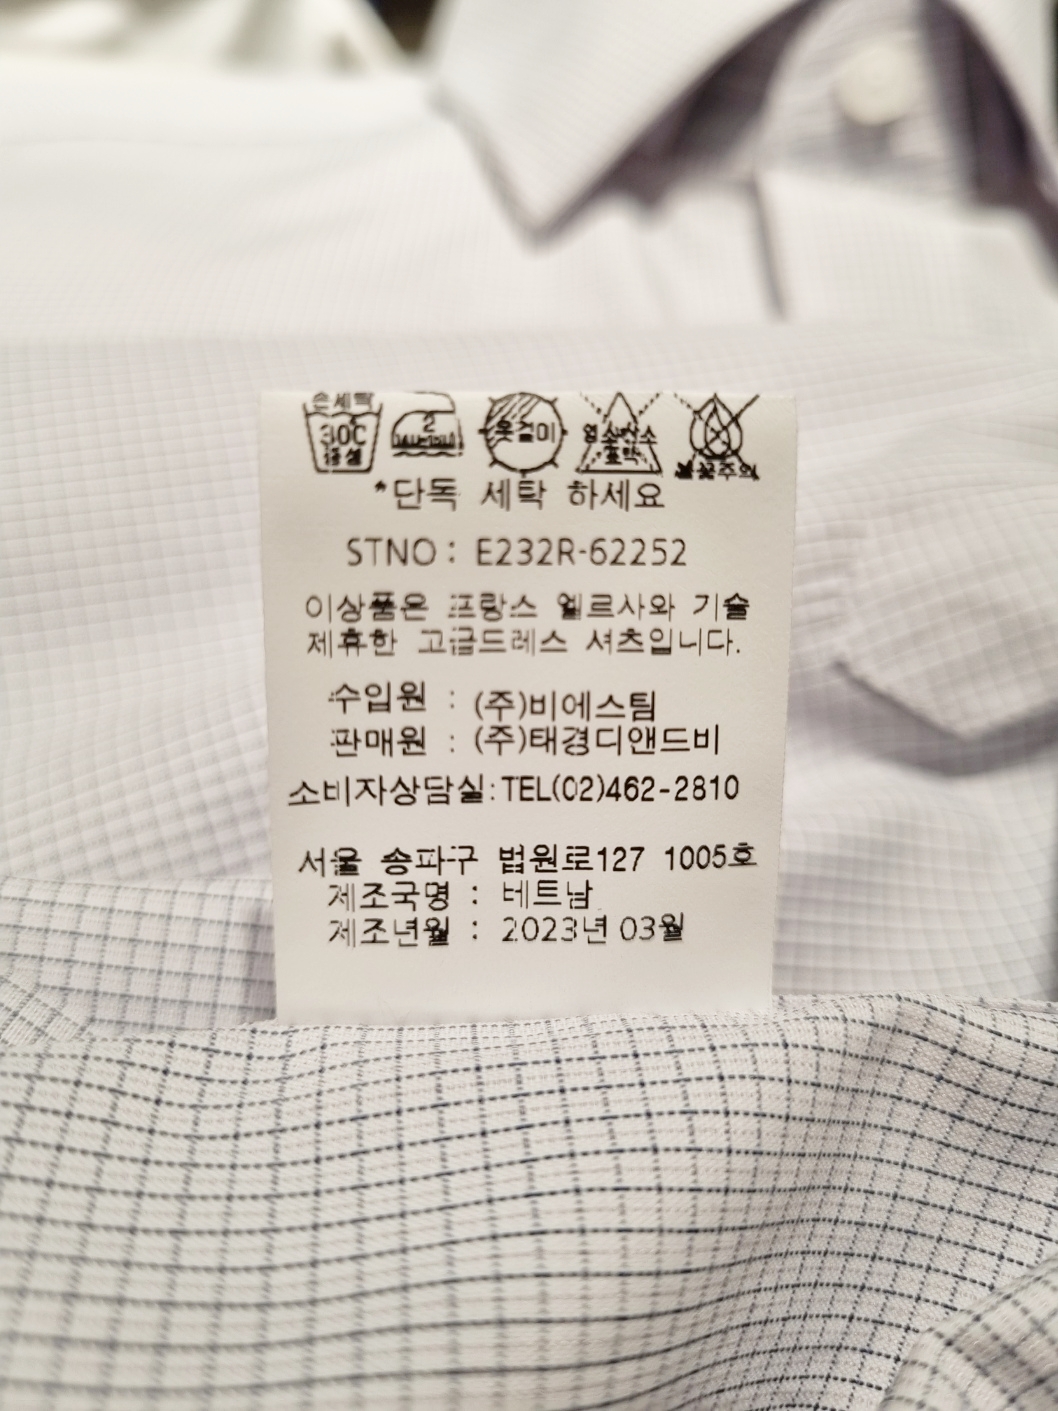 손세탁
30℃
중성
2
옷걸이
염소산소
표백
불꽃주의
*단독 세탁 하세요
STNO : E232R-62252
이상품은 프랑스 엘르사와 기술
제휴한 고급드레스 셔츠입니다.
수입원 : (주)비에스팀
판매원 : (주)태경디앤드비
소비자상담실:TEL(02)462-2810
서울 송파구 법원로127 1005호
제조국명 : 베트남
제조년월 : 2023년 03월